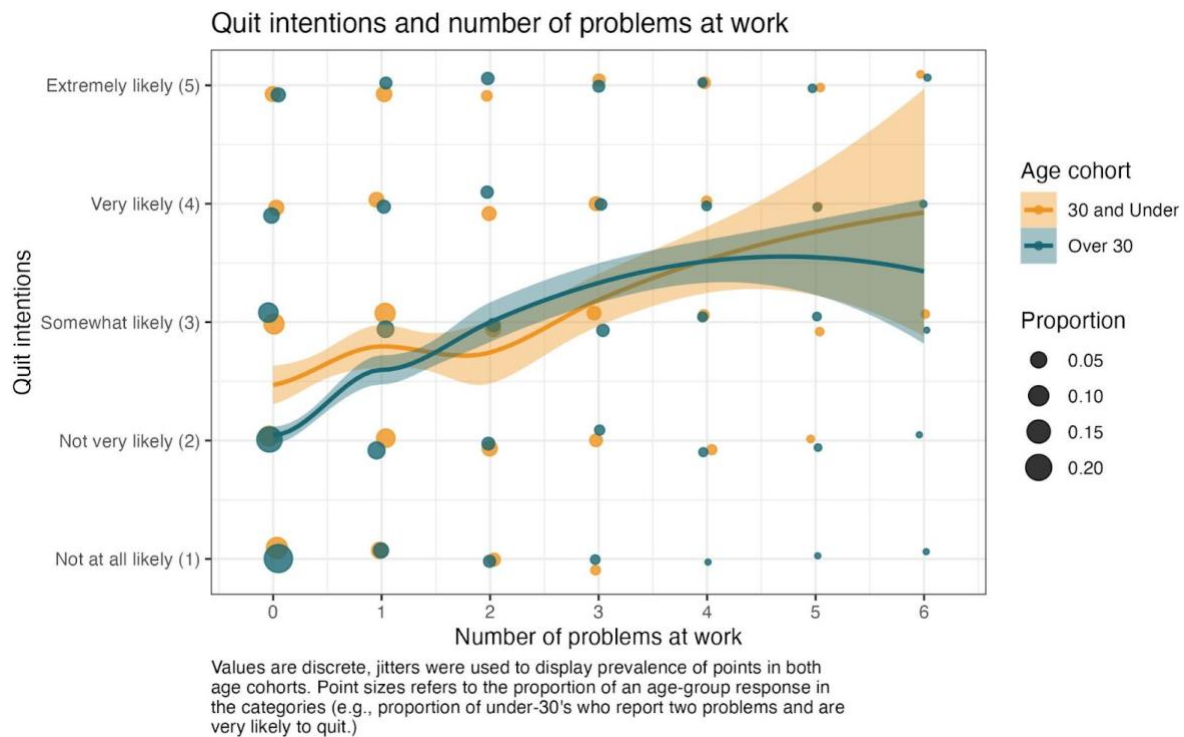 Quit intentions and number of problems at work
Quit intentions
Extremely likely (5)
Very likely (4)
Somewhat likely (3)
Not very likely (2)
Not at all likely (1)
0 1 2 3 4 5 6
Number of problems at work
Age cohort
30 and Under
Over 30
Proportion
0.05
0.10
0.15
0.20
Values are discrete, jitters were used to display prevalence of points in both
age cohorts. Point sizes refers to the proportion of an age-group response in
the categories (e.g., proportion of under-30's who report two problems and are
very likely to quit.)